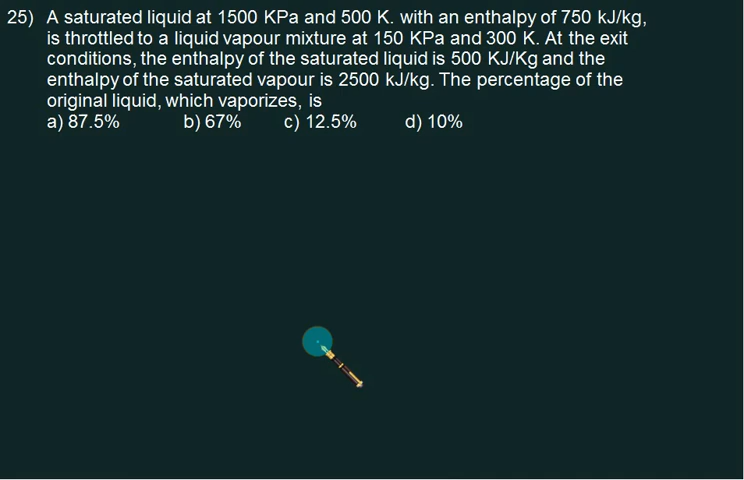 25) A saturated liquid at 1500 KPa and 500 K. with an enthalpy of 750 kJ/kg,
is throttled to a liquid vapour mixture at 150 KPa and 300 K. At the exit
conditions, the enthalpy of the saturated liquid is 500 KJ/Kg and the
enthalpy of the saturated vapour is 2500 kJ/kg. The percentage of the
original liquid, which vaporizes, is
a) 87.5% b) 67% c) 12.5% d) 10%